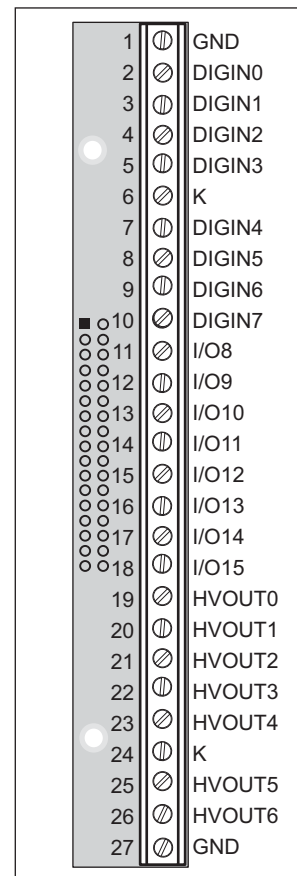 1 GND
2 DIGIN0
3 DIGIN1
4 DIGIN2
5 DIGIN3
6 K
7 DIGIN4
8 DIGIN5
9 DIGIN6
10 DIGIN7
11 I/O8
12 I/O9
13 I/O10
14 I/O11
15 I/O12
16 I/O13
17 I/O14
18 I/O15
19 HVOUT0
20 HVOUT1
21 HVOUT2
22 HVOUT3
23 HVOUT4
24 K
25 HVOUT5
26 HVOUT6
27 GND